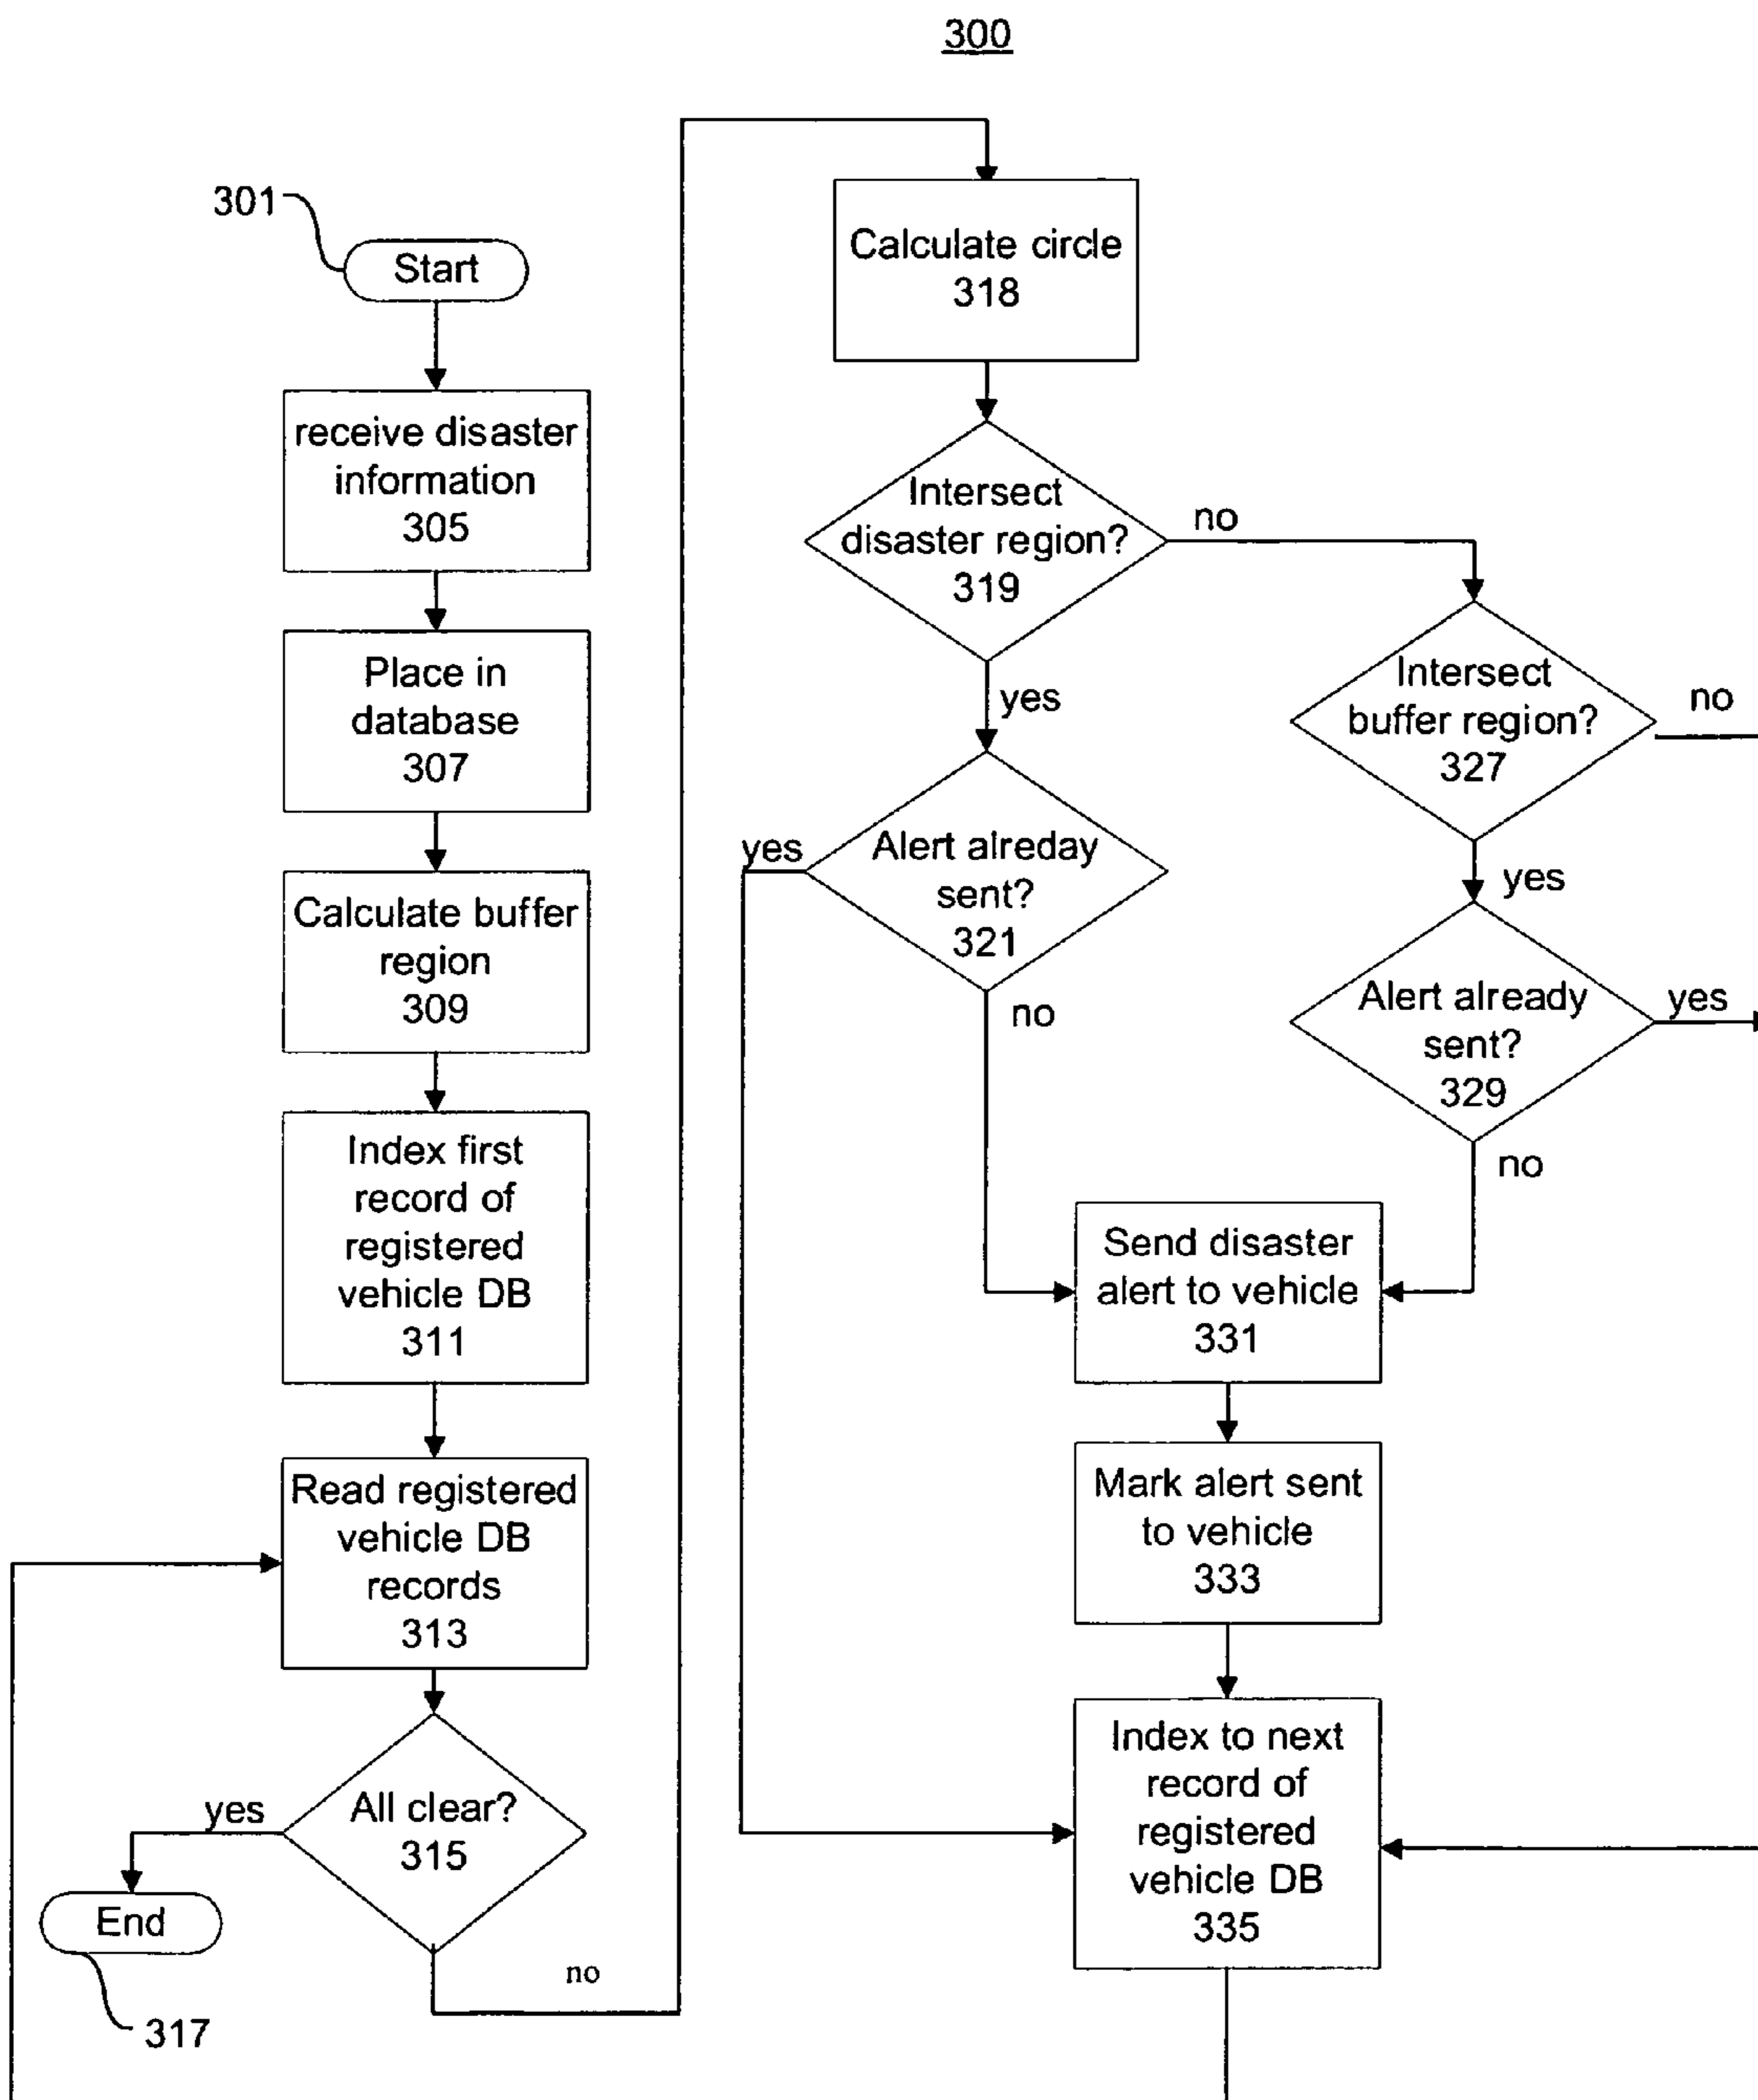 300
301
Start
receive disaster
information
305
Place in
database
307
Calculate buffer
region
309
Index first
record of
registered
vehicle DB
311
Read registered
vehicle DB
records
313
All clear?
315
yes
no
End
317
Calculate circle
318
Intersect
disaster region?
319
no
yes
Alert alreday
sent?
321
yes
no
Intersect
buffer region?
327
no
yes
Alert already
sent?
329
yes
no
Send disaster
alert to vehicle
331
Mark alert sent
to vehicle
333
Index to next
record of
registered
vehicle DB
335